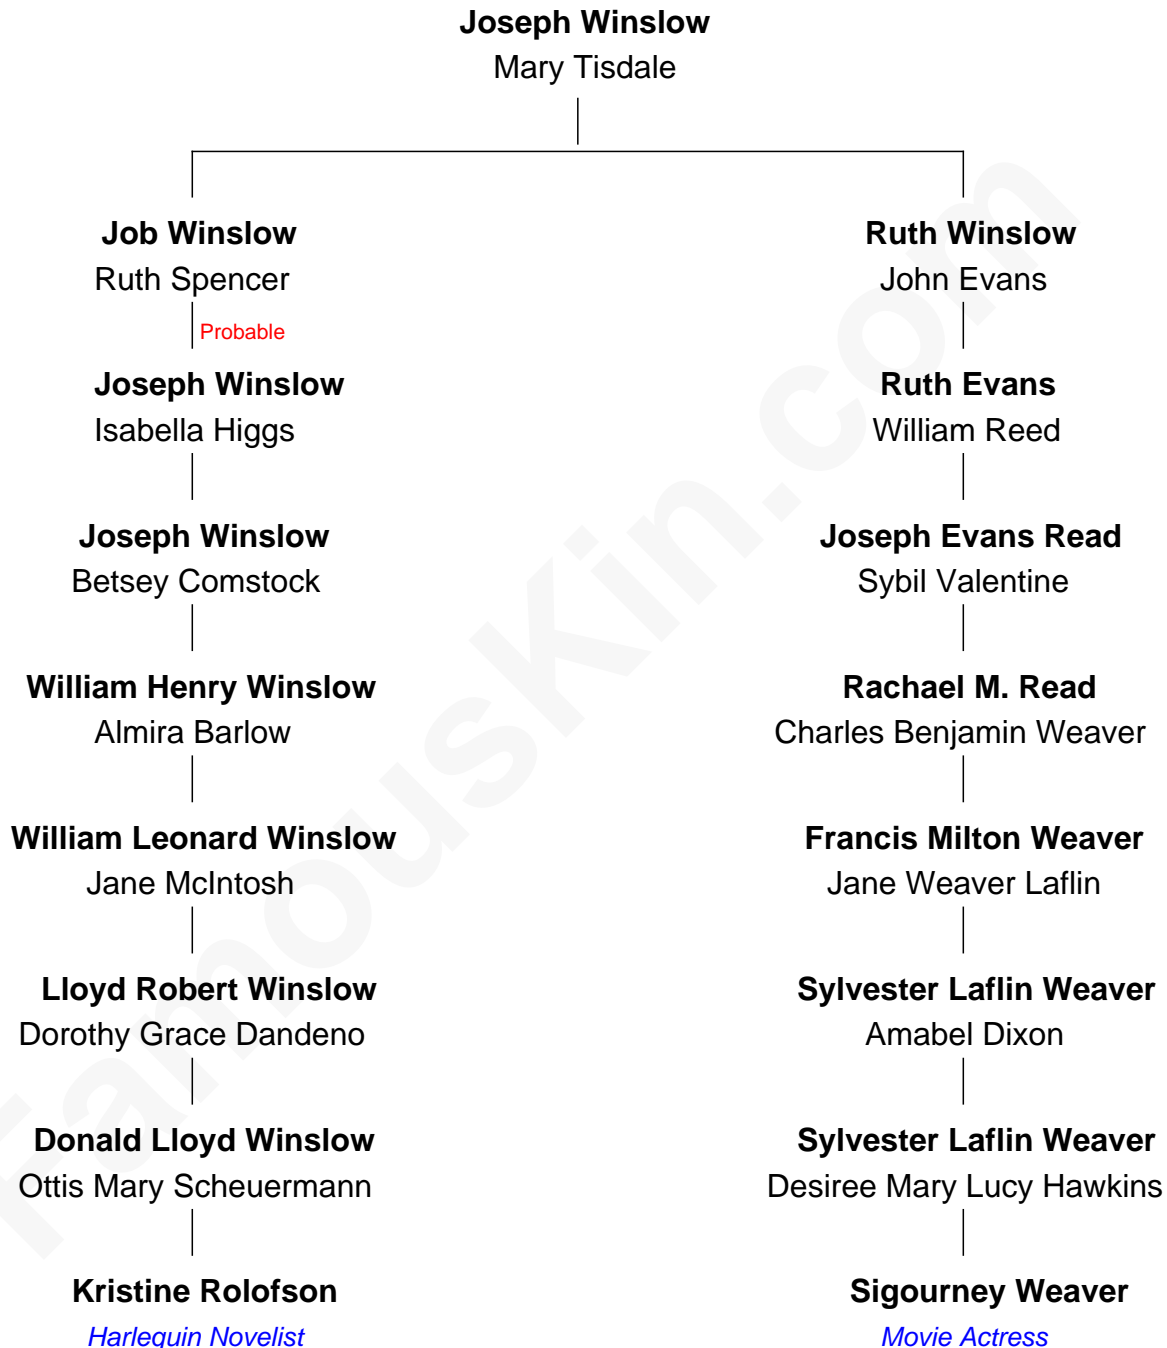 Joseph Winslow
Mary Tisdale
Job Winslow
Ruth Spencer
Probable
Joseph Winslow
Isabella Higgs
Joseph Winslow
Betsey Comstock
William Henry Winslow
Almira Barlow
William Leonard Winslow
Jane McIntosh
Lloyd Robert Winslow
Dorothy Grace Dandeno
Donald Lloyd Winslow
Ottis Mary Scheuermann
Kristine Rolofson
Harlequin Novelist
Ruth Winslow
John Evans
Ruth Evans
William Reed
Joseph Evans Read
Sybil Valentine
Rachael M. Read
Charles Benjamin Weaver
Francis Milton Weaver
Jane Weaver Laflin
Sylvester Laflin Weaver
Amabel Dixon
Sylvester Laflin Weaver
Desiree Mary Lucy Hawkins
Sigourney Weaver
Movie Actress
FamousKin.com